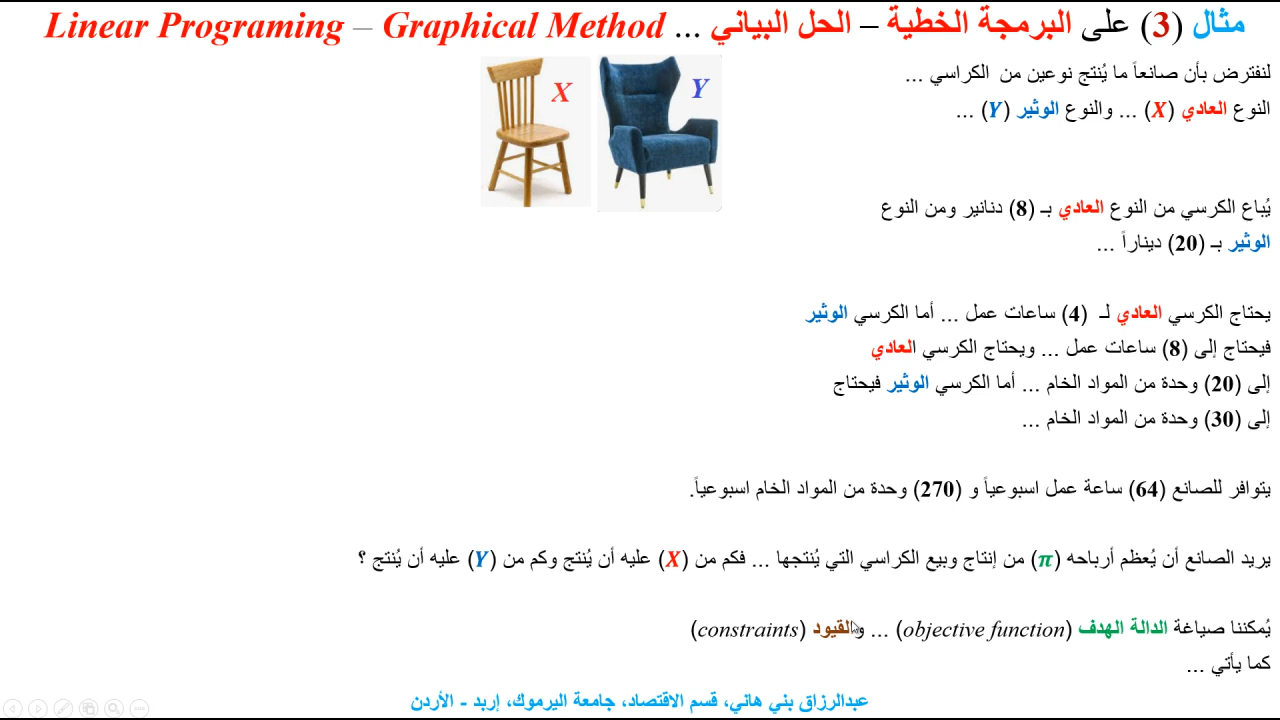 مثال (3) على البرمجة الخطية – الحل البياني ... Linear Programing – Graphical Method
X
Y
لنفترض بأن صانعاً ما يُنتج نوعين من الكراسي ...
النوع العادي (X) ... والنوع الوثير (Y) ...
يُباع الكرسي من النوع العادي بـ (8) دنانير ومن النوع
الوثير بـ (20) ديناراً ...
يحتاج الكرسي العادي لـ (4) ساعات عمل ... أما الكرسي الوثير
فيحتاج إلى (8) ساعات عمل ... ويحتاج الكرسي العادي
إلى (20) وحدة من المواد الخام ... أما الكرسي الوثير فيحتاج
إلى (30) وحدة من المواد الخام ...
يتوافر للصانع (64) ساعة عمل اسبوعياً و (270) وحدة من المواد الخام اسبوعياً.
يريد الصانع أن يُعظم أرباحه (π) من إنتاج وبيع الكراسي التي يُنتجها ... فكم من (X) عليه أن يُنتج وكم من (Y) عليه أن يُنتج ؟
يُمكننا صياغة الدالة الهدف (objective function) ... والقيود (constraints)
كما يأتي ...
عبدالرزاق بني هاني، قسم الاقتصاد، جامعة اليرموك، إربد - الأردن